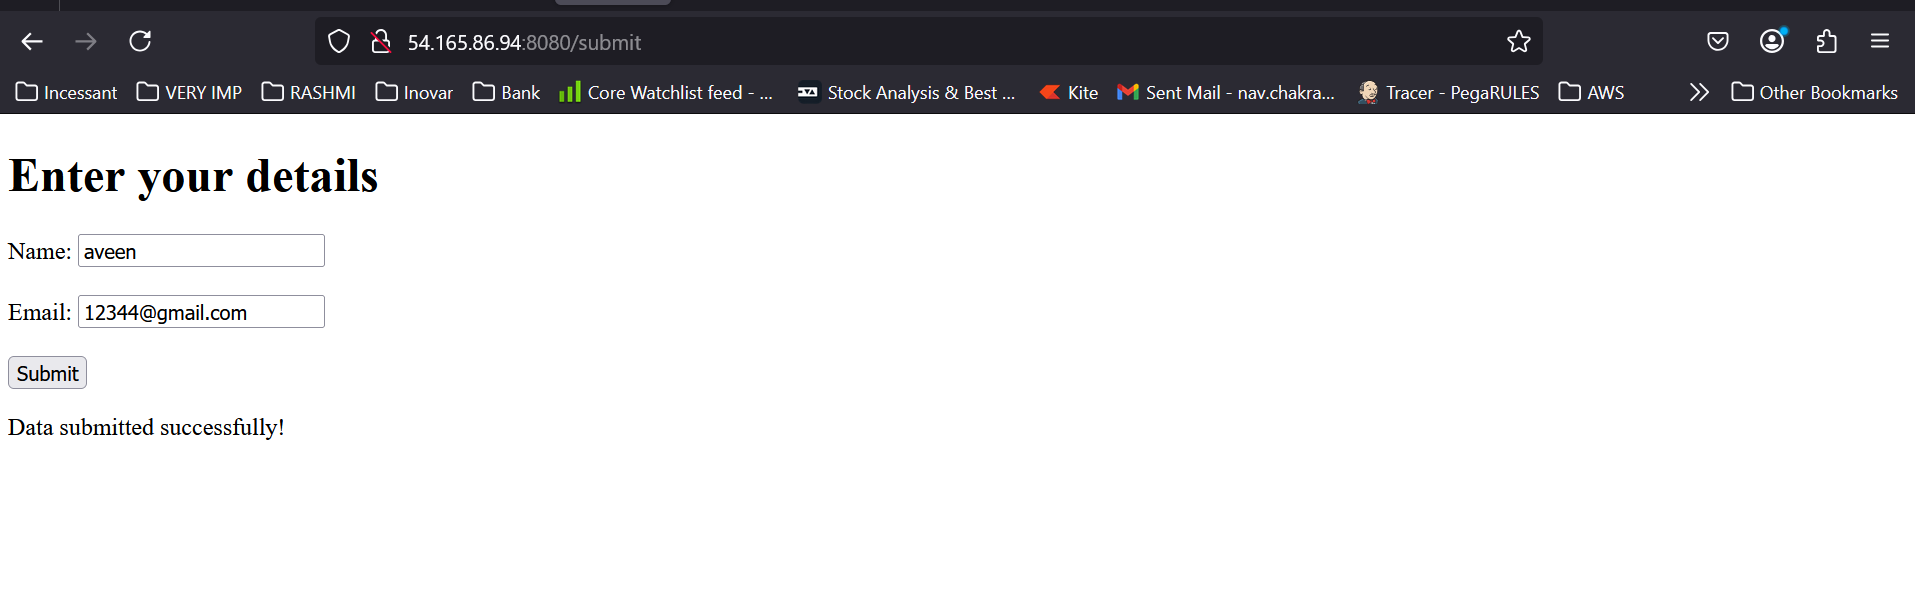 54.165.86.94:8080/submit
Incessant VERY IMP RASHMI Inovar Bank Core Watchlist feed - ... Stock Analysis & Best ... Kite Sent Mail - nav.chakra... Tracer - PegaRULES AWS Other Bookmarks
Enter your details
Name: aveen
Email: 12344@gmail.com
Submit
Data submitted successfully!